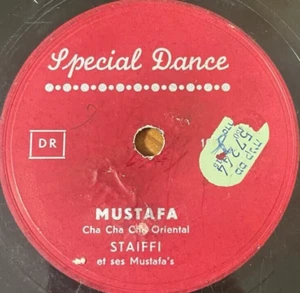 Special Dance
DR
MUSTAFA
Cha Cha Cha Oriental
STAIFFI
et ses Mustafa's